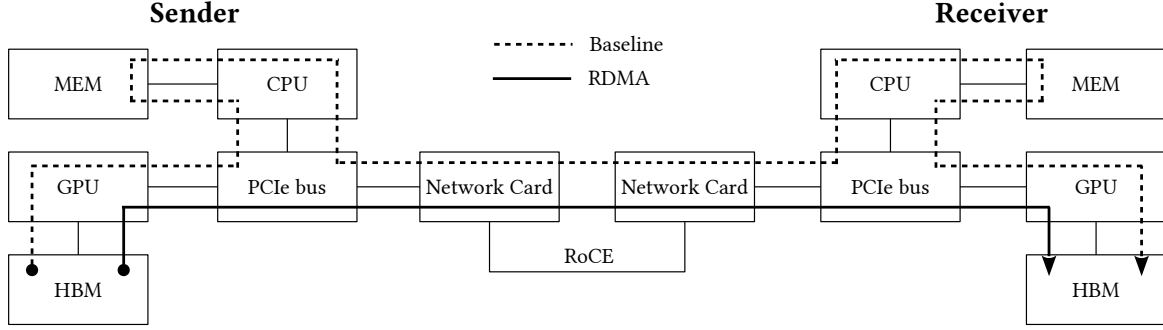 Sender
Receiver
Baseline
RDMA
MEM
CPU
CPU
MEM
GPU
PCIe bus
Network Card
Network Card
PCIe bus
GPU
RoCE
HBM
HBM